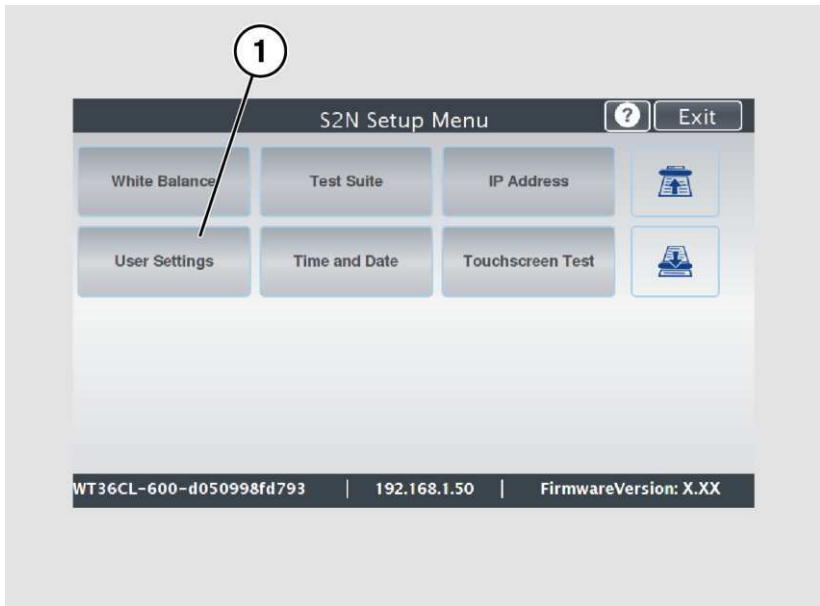 1
S2N Setup Menu ? Exit
White Balance Test Suite IP Address
User Settings Time and Date Touchscreen Test
WT36CL-600-d050998fd793 | 192.168.1.50 | FirmwareVersion: X.XX